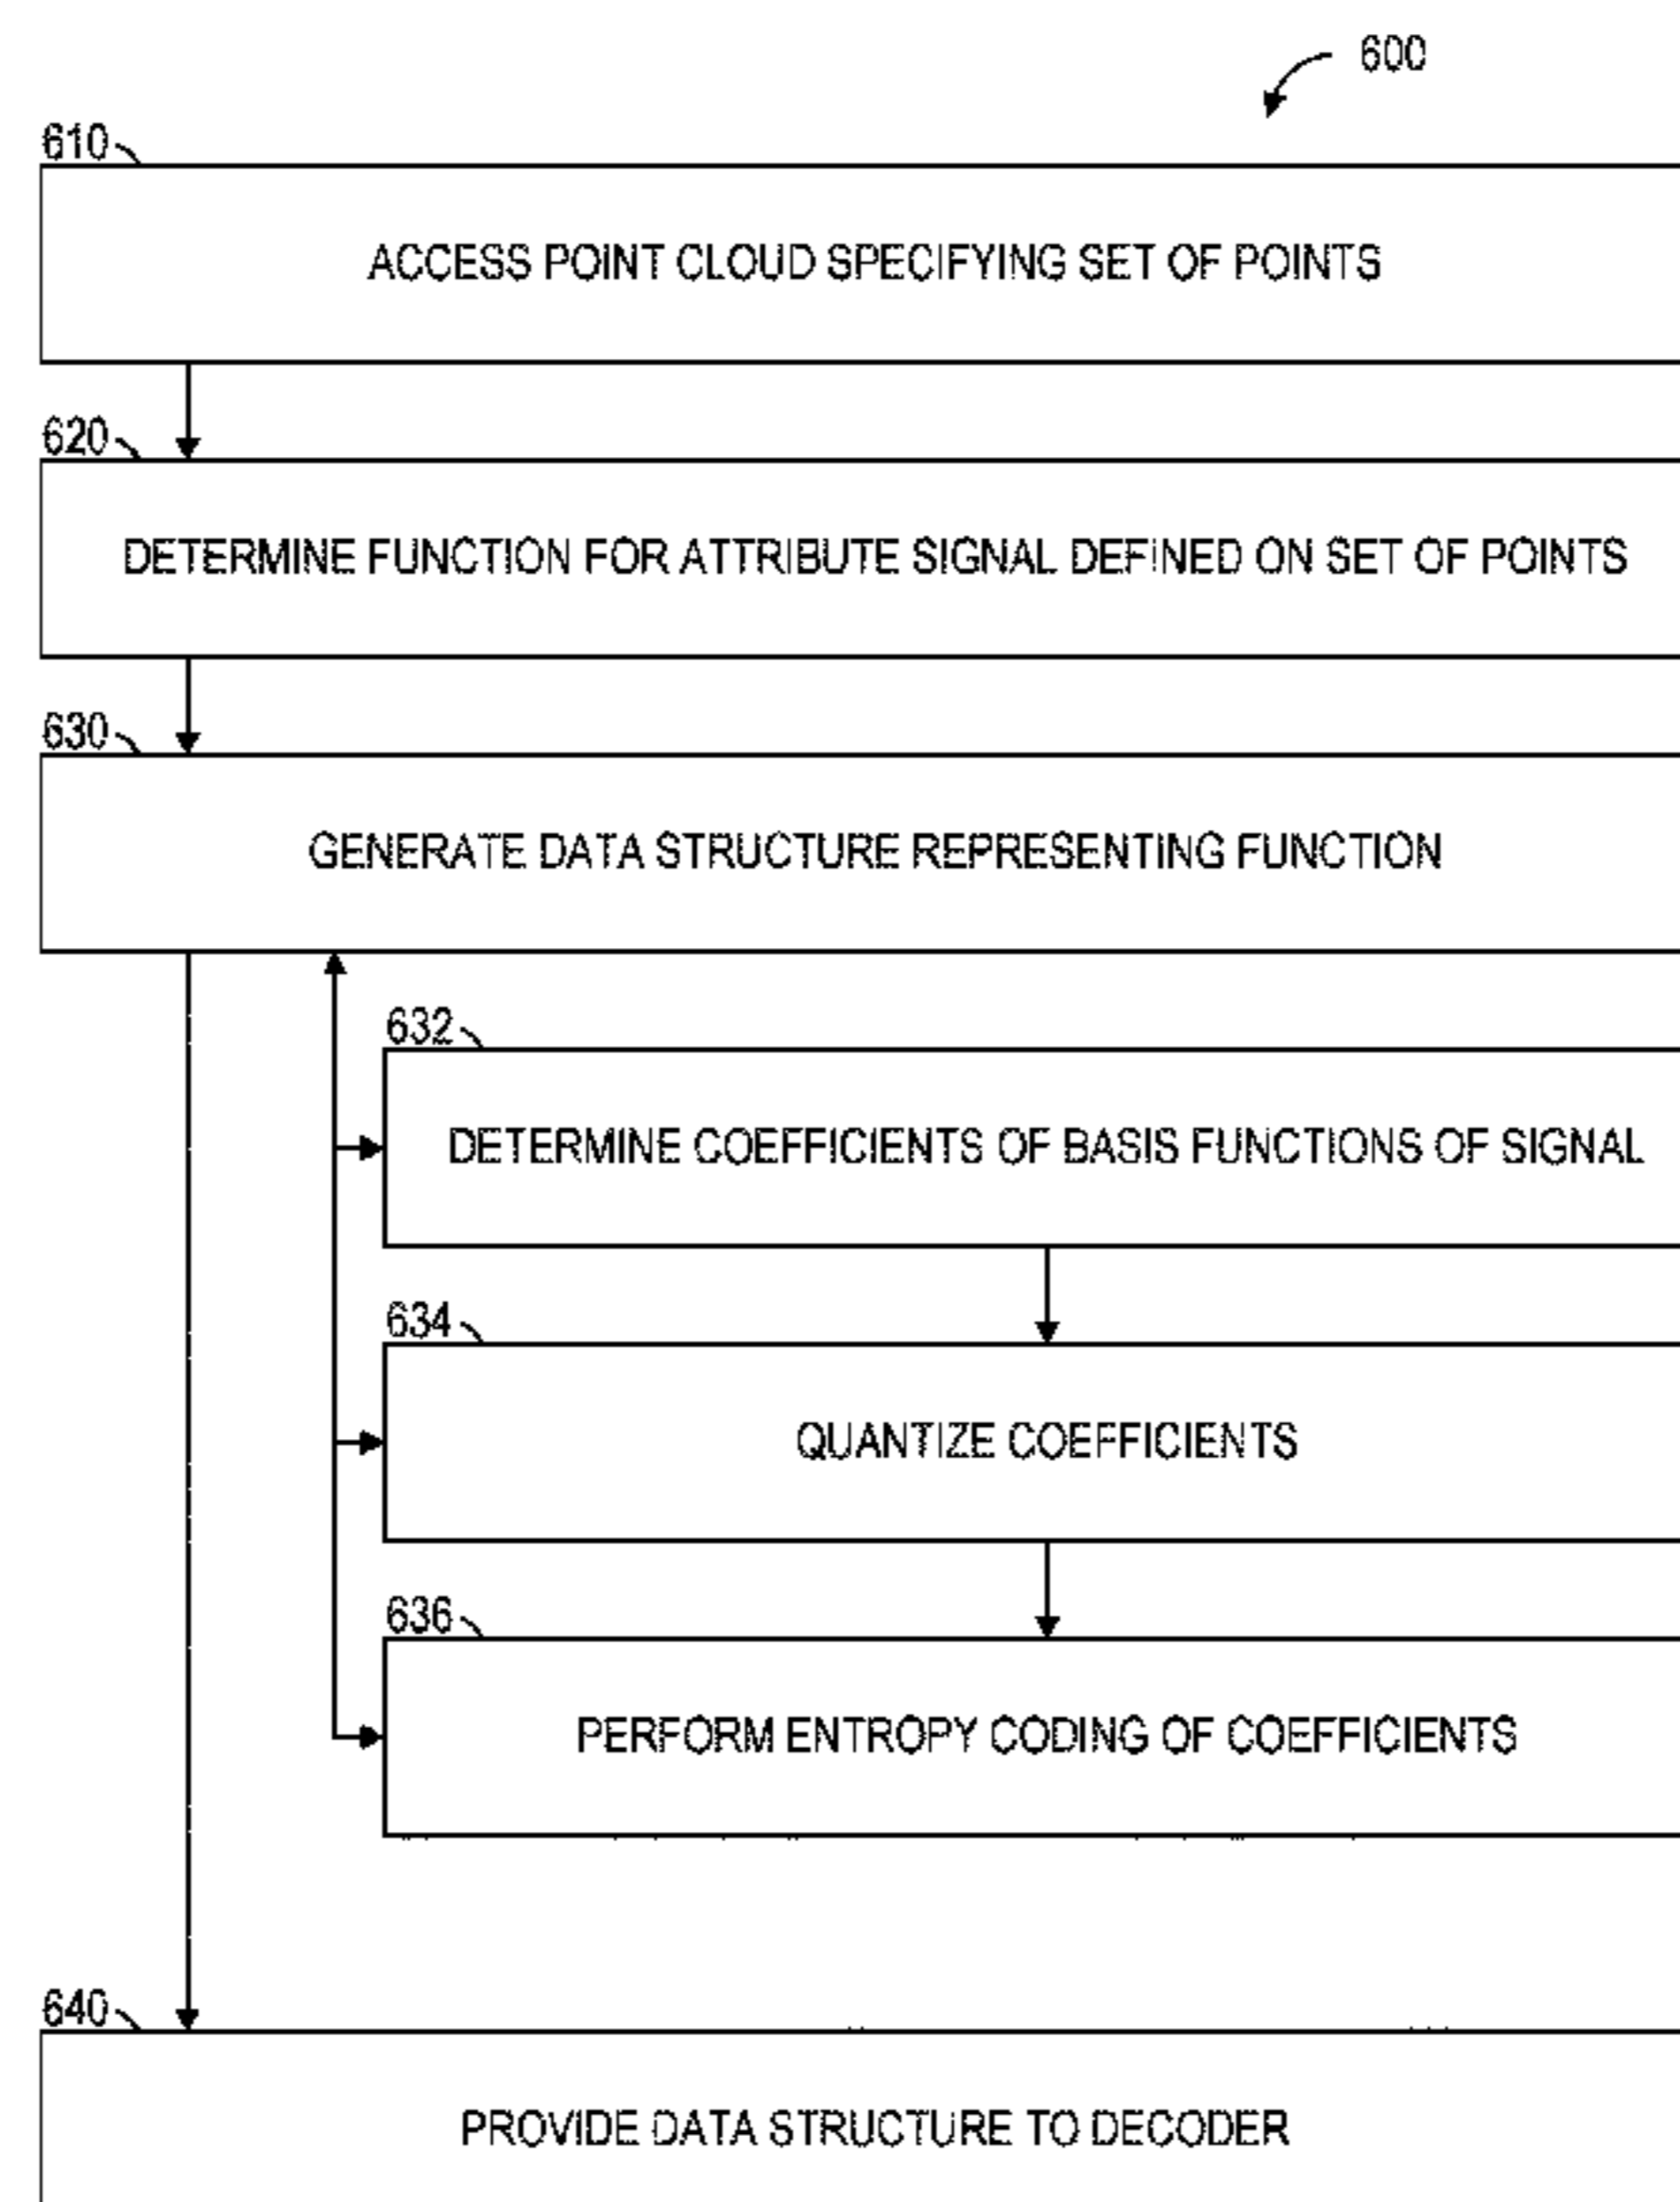 600
610
ACCESS POINT CLOUD SPECIFYING SET OF POINTS
620
DETERMINE FUNCTION FOR ATTRIBUTE SIGNAL DEFINED ON SET OF POINTS
630
GENERATE DATA STRUCTURE REPRESENTING FUNCTION
632
DETERMINE COEFFICIENTS OF BASIS FUNCTIONS OF SIGNAL
634
QUANTIZE COEFFICIENTS
636
PERFORM ENTROPY CODING OF COEFFICIENTS
640
PROVIDE DATA STRUCTURE TO DECODER